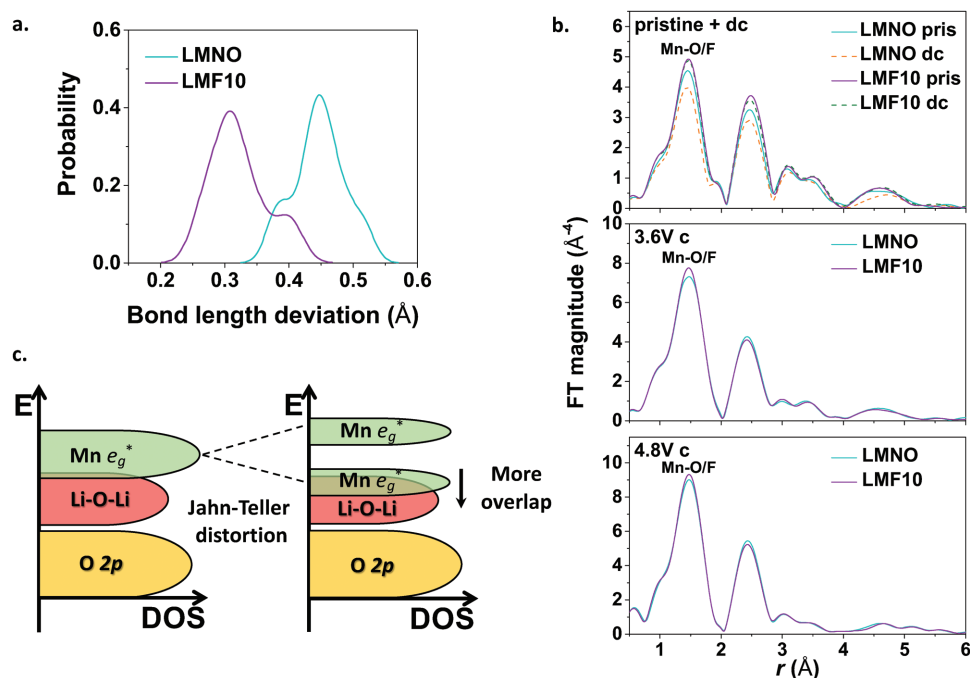 a.
0.6
0.4
0.2
0.0
Probability
LMNO
LMF10
0.2 0.3 0.4 0.5 0.6
Bond length deviation (Å)
b.
pristine + dc
Mn-O/F
LMNO pris
LMNO dc
LMF10 pris
LMF10 dc
6
5
4
3
2
1
0
3.6V c
Mn-O/F
LMNO
LMF10
10
8
6
4
2
0
4.8V c
Mn-O/F
LMNO
LMF10
10
8
6
4
2
0
FT magnitude (Å⁻⁴)
1 2 3 4 5 6
r (Å)
c.
E
Mn eg*
Li-O-Li
O 2p
DOS
Jahn-Teller
distortion
E
Mn eg*
Mn eg*
Li-O-Li
O 2p
DOS
More
overlap